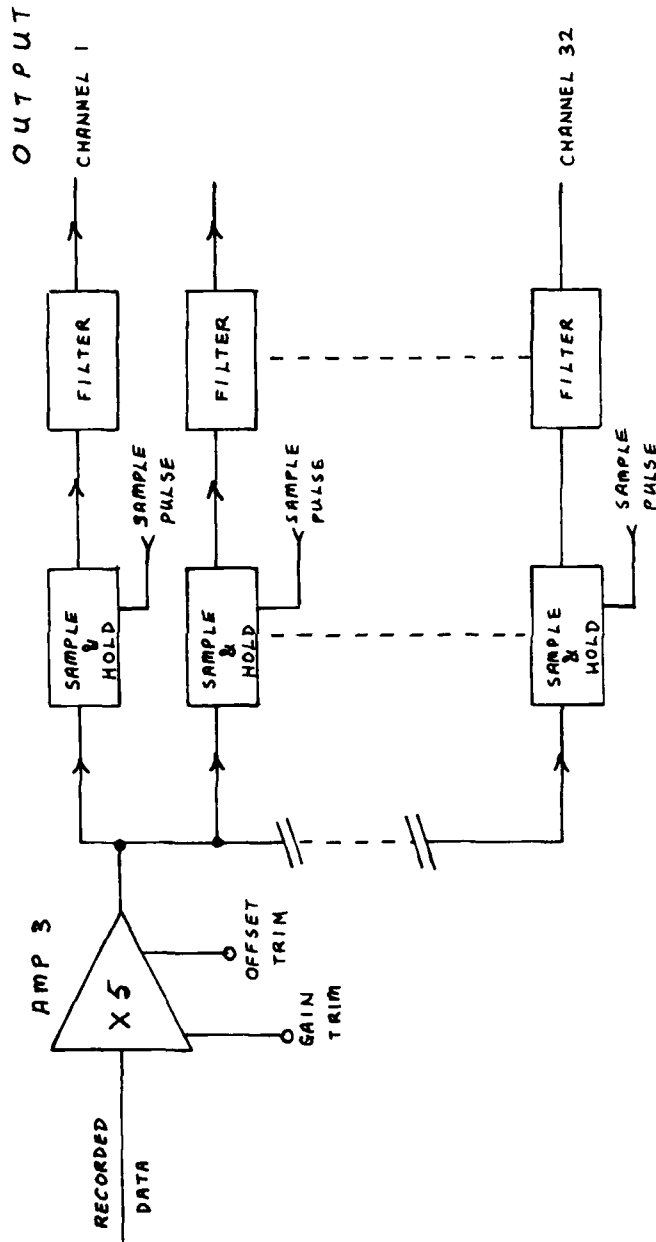 OUTPUT
RECORDED
DATA
AMP 3
X 5
GAIN
TRIM
OFFSET
TRIM
SAMPLE
&
HOLD
SAMPLE
PULSE
FILTER
CHANNEL 1
SAMPLE
&
HOLD
SAMPLE
PULSE
FILTER
SAMPLE
&
HOLD
SAMPLE
PULSE
FILTER
CHANNEL 32